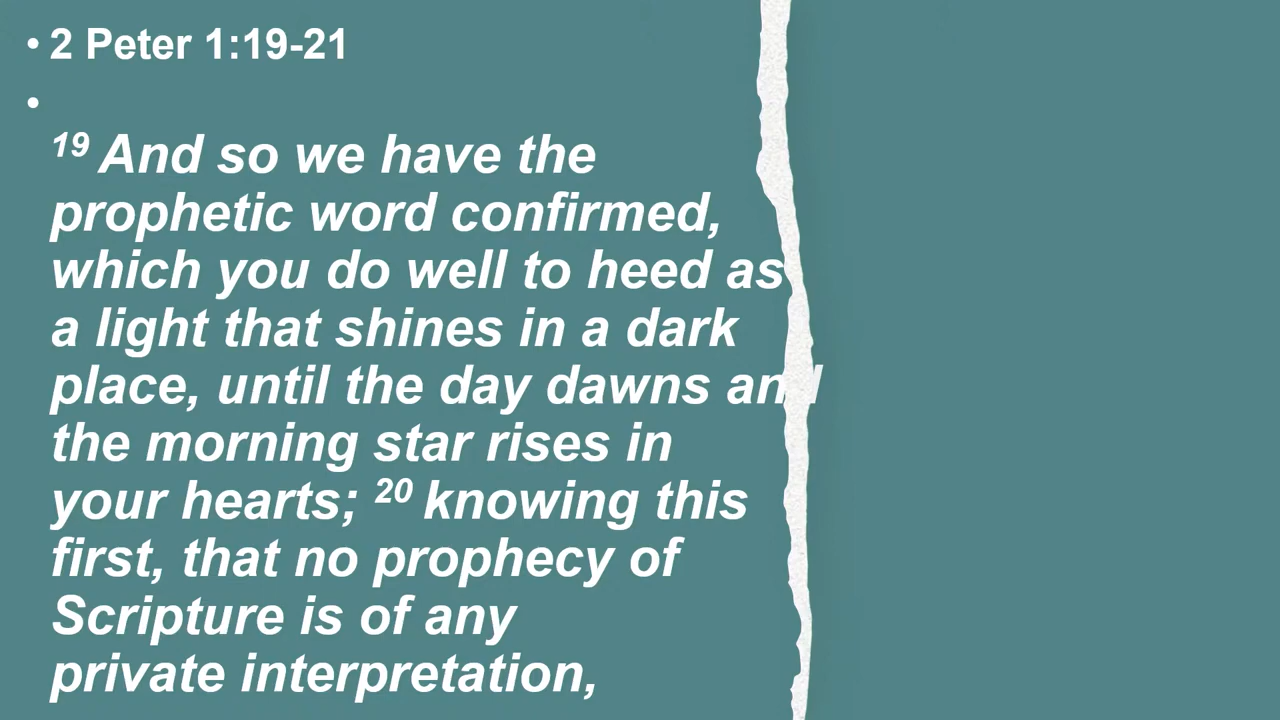 • 2 Peter 1:19-21
•
19 And so we have the
prophetic word confirmed,
which you do well to heed as
a light that shines in a dark
place, until the day dawns and
the morning star rises in
your hearts; 20 knowing this
first, that no prophecy of
Scripture is of any
private interpretation,